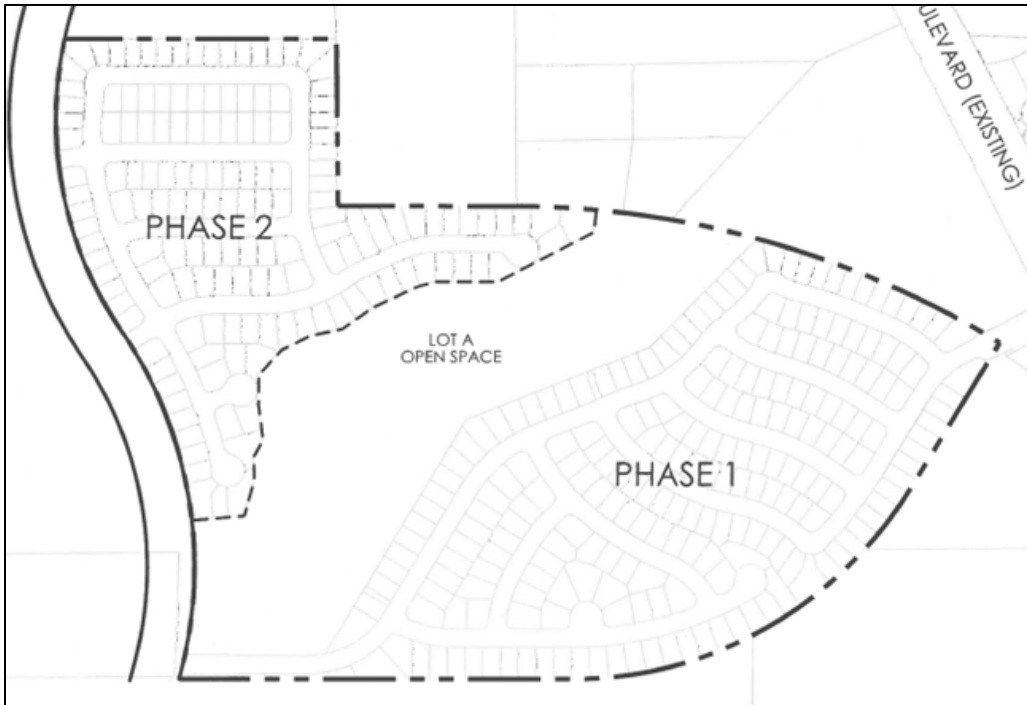 ULEVARD (EXISTING)
PHASE 2
LOT A
OPEN SPACE
PHASE 1